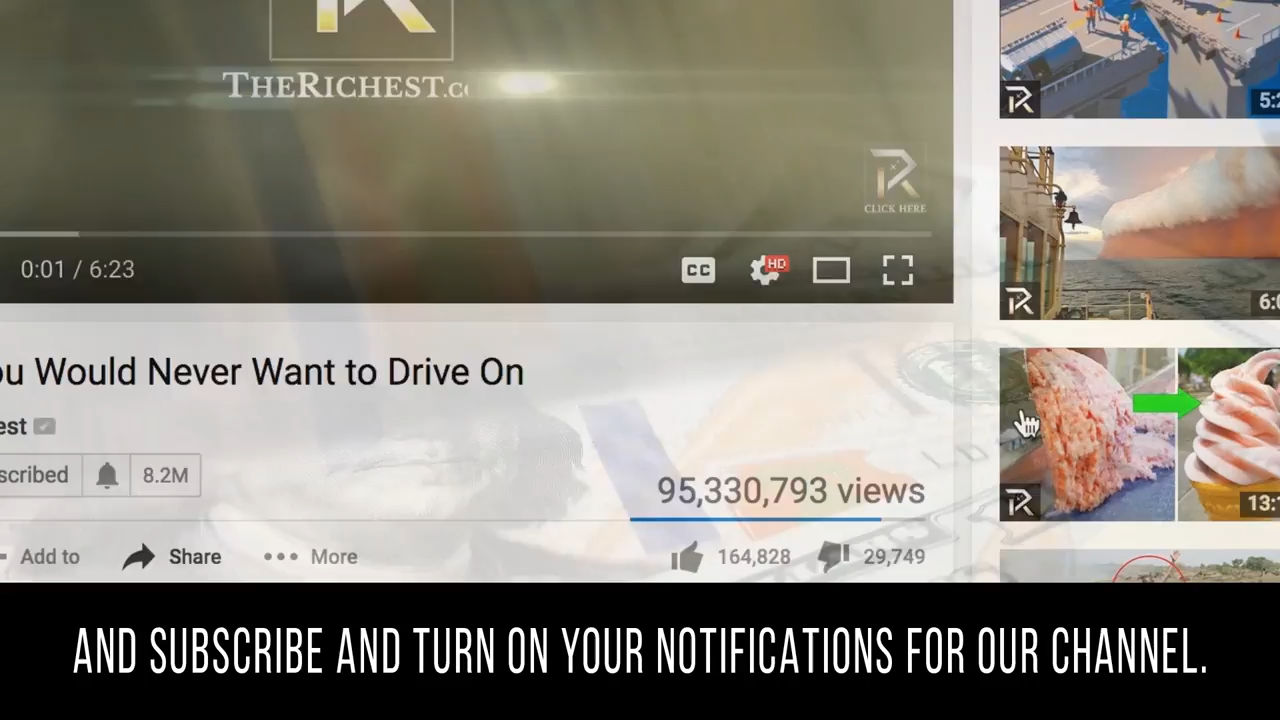 THERICHEST.C
CLICK HERE
0:01 / 6:23
CC
HD
ou Would Never Want to Drive On
est
scribed
8.2M
95,330,793 views
Add to
Share
More
164,828
29,749
5:2
6:0
13:
AND SUBSCRIBE AND TURN ON YOUR NOTIFICATIONS FOR OUR CHANNEL.